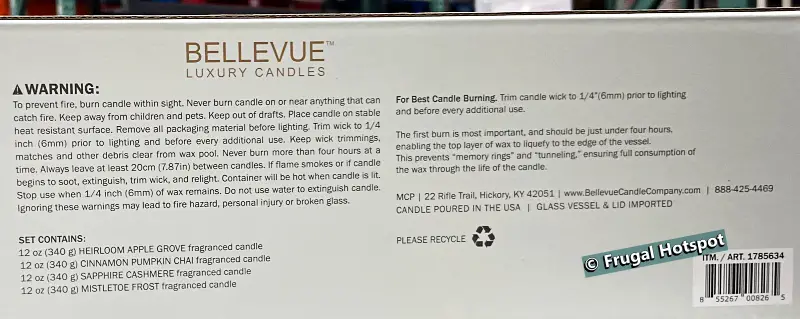 BELLEVUE™
LUXURY CANDLES
⚠WARNING:
To prevent fire, burn candle within sight. Never burn candle on or near anything that can
catch fire. Keep away from children and pets. Keep out of drafts. Place candle on stable
heat resistant surface. Remove all packaging material before lighting. Trim wick to 1/4
inch (6mm) prior to lighting and before every additional use. Keep wick trimmings,
matches and other debris clear from wax pool. Never burn more than four hours at a
time. Always leave at least 20cm (7.87in) between candles. If flame smokes or if candle
begins to soot, extinguish, trim wick, and relight. Container will be hot when candle is lit.
Stop use when 1/4 inch (6mm) of wax remains. Do not use water to extinguish candle.
Ignoring these warnings may lead to fire hazard, personal injury or broken glass.
SET CONTAINS:
12 oz (340 g) HEIRLOOM APPLE GROVE fragranced candle
12 oz (340 g) CINNAMON PUMPKIN CHAI fragranced candle
12 oz (340 g) SAPPHIRE CASHMERE fragranced candle
12 oz (340 g) MISTLETOE FROST fragranced candle
For Best Candle Burning. Trim candle wick to 1/4"(6mm) prior to lighting
and before every additional use.
The first burn is most important, and should be just under four hours,
enabling the top layer of wax to liquefy to the edge of the vessel.
This prevents "memory rings" and "tunneling," ensuring full consumption of
the wax through the life of the candle.
MCP | 22 Rifle Trail, Hickory, KY 42051 | www.BellevueCandleCompany.com | 888-425-4469
CANDLE POURED IN THE USA | GLASS VESSEL & LID IMPORTED
PLEASE RECYCLE
© Frugal Hotspot
ITM. / ART. 1785634
8 55267 00826 5